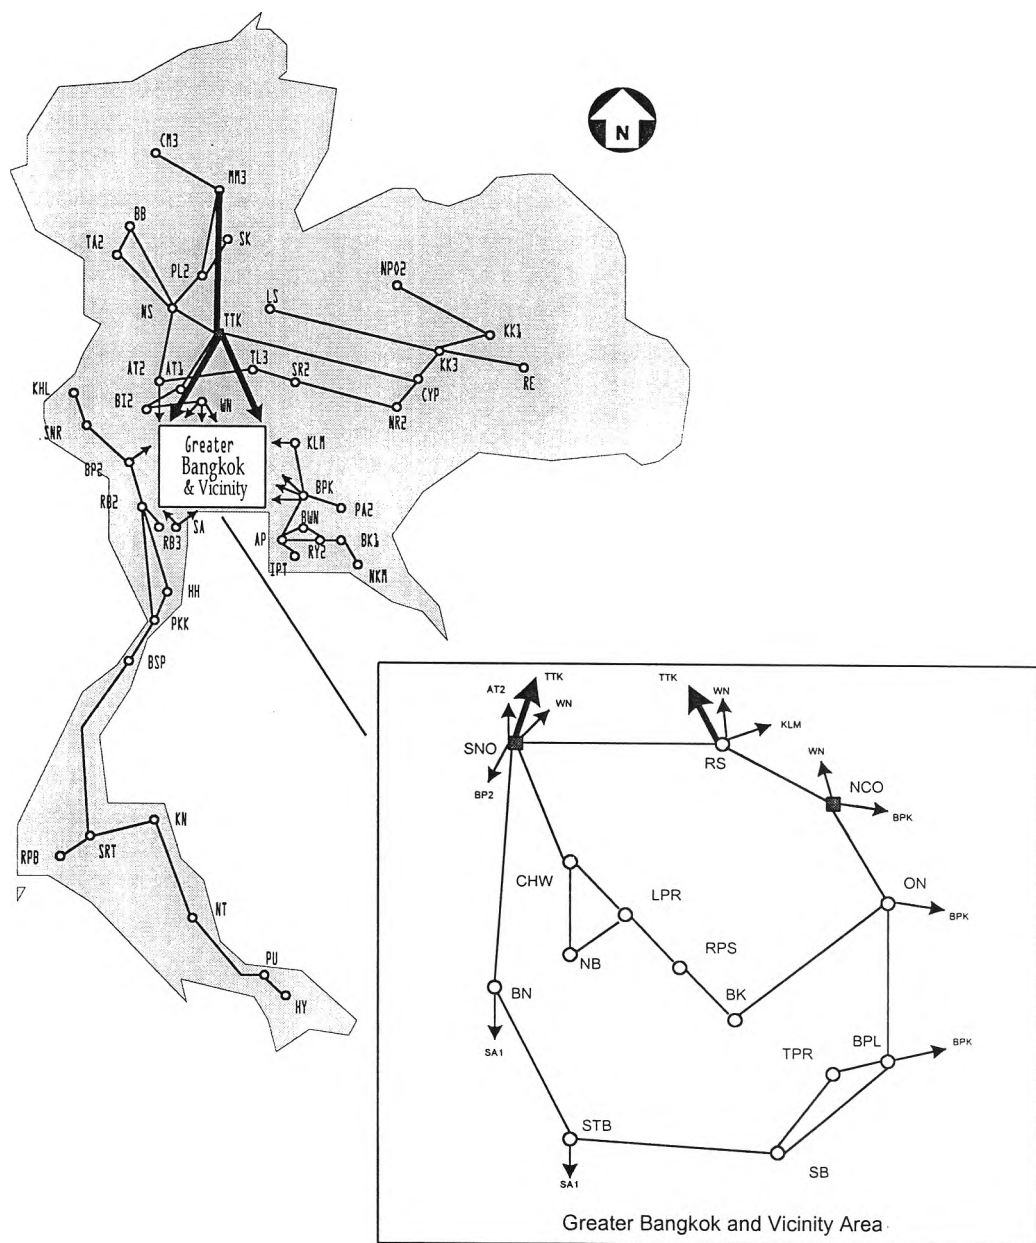 N
CM3
MM3
BB
SK
TA2
PL2
NPO2
NS
LS
TTK
KK1
KK3
TL3
AT2
AT1
SR2
CYP
RE
KHL
BI2
WN
NR2
SNR
Greater
Bangkok
& Vicinity
KLM
BP2
BPK
RB2
PA2
BWN
RB3
SA
AP
RY2
BK1
IPT
NKM
HH
PKK
BSP
KN
SRT
RPB
NT
PU
HY
TTK
TTK
AT2
WN
WN
KLM
SNO
RS
WN
BP2
NCO
BPK
CHW
LPR
ON
BPK
RPS
NB
BN
BK
BPL
BPK
TPR
SA1
STB
SB
SA1
Greater Bangkok and Vicinity Area